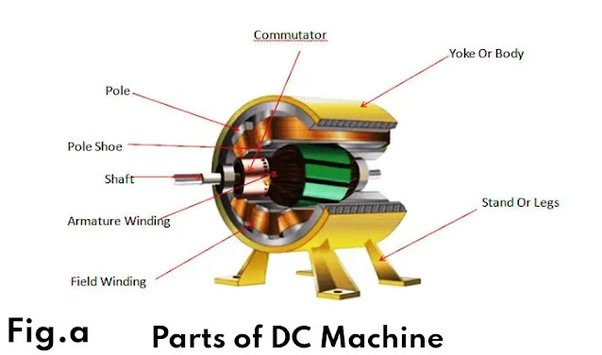 Commutator
Yoke Or Body
Pole
Pole Shoe
Shaft
Armature Winding
Stand Or Legs
Field Winding
Fig.a
Parts of DC Machine